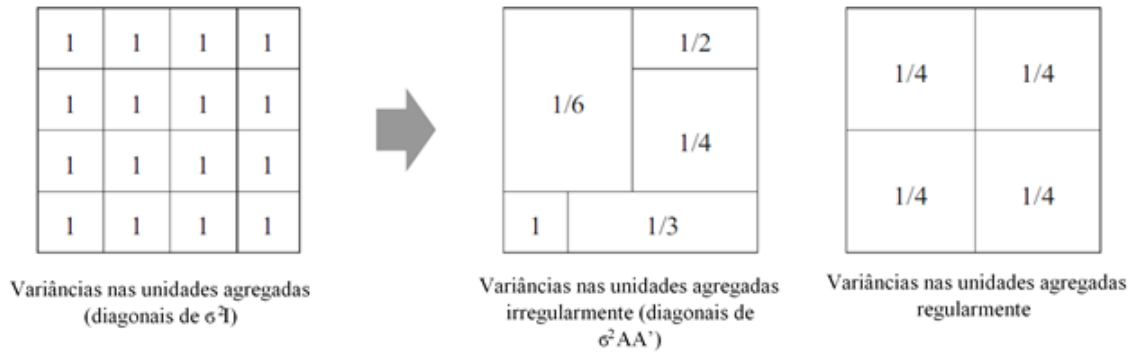 1 1 1 1
1 1 1 1
1 1 1 1
1 1 1 1
Variâncias nas unidades agregadas
(diagonais de σ²I)
1/2
1/6
1/4
1 1/3
Variâncias nas unidades agregadas
irregularmente (diagonais de
σ²AA’)
1/4 1/4
1/4 1/4
Variâncias nas unidades agregadas
regularmente